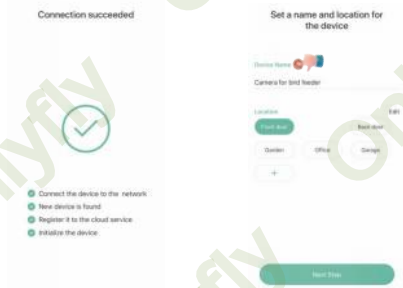 Connection succeeded
Connect the device to the network
New device is found
Register it to the cloud service
Initialize the device
Set a name and location for
the device
Device Name
Camera for bird feeder
Location
Edit
Front door
Back door
Garden
Office
Garage
+
Next Step
onlyfly